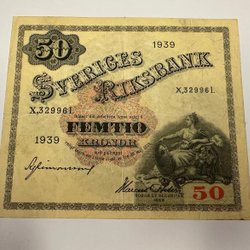 50
1939
SVERIGES
RIKSBANK
X,329961.
X,329961.
FEMTIO
1939
KRONOR
50